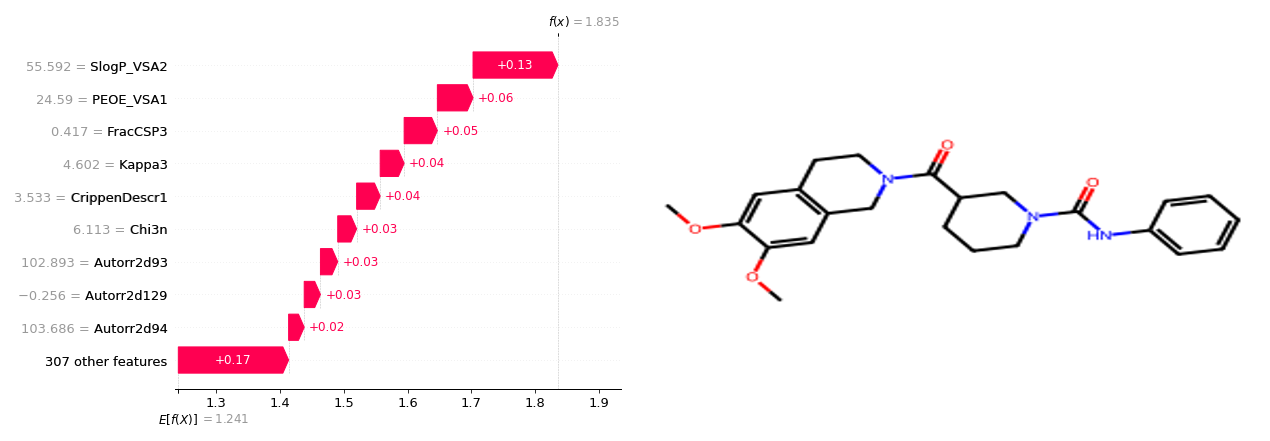 f(x) = 1.835
55.592 = SlogP_VSA2 +0.13
24.59 = PEOE_VSA1 +0.06
0.417 = FracCSP3 +0.05
4.602 = Kappa3 +0.04
3.533 = CrippenDescr1 +0.04
6.113 = Chi3n +0.03
102.893 = Autorr2d93 +0.03
−0.256 = Autorr2d129 +0.03
103.686 = Autorr2d94 +0.02
307 other features +0.17
1.3 1.4 1.5 1.6 1.7 1.8 1.9
E[f(X)] = 1.241
O
N
O
N
HN
O
O